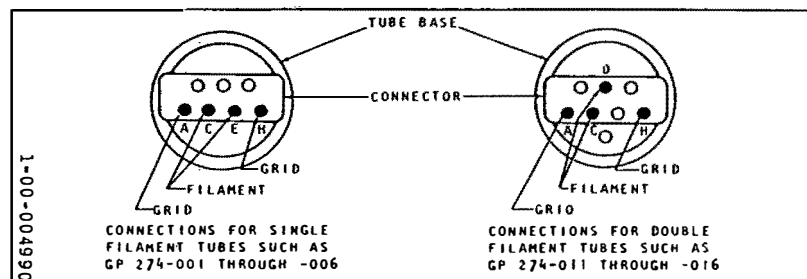 TUBE BASE
D
CONNECTOR
A C E H
A C H
GRID
FILAMENT
GRID
GRID
FILAMENT
GRID
CONNECTIONS FOR SINGLE
FILAMENT TUBES SUCH AS
GP 274-001 THROUGH -006
CONNECTIONS FOR DOUBLE
FILAMENT TUBES SUCH AS
GP 274-011 THROUGH -016
1-00-004990